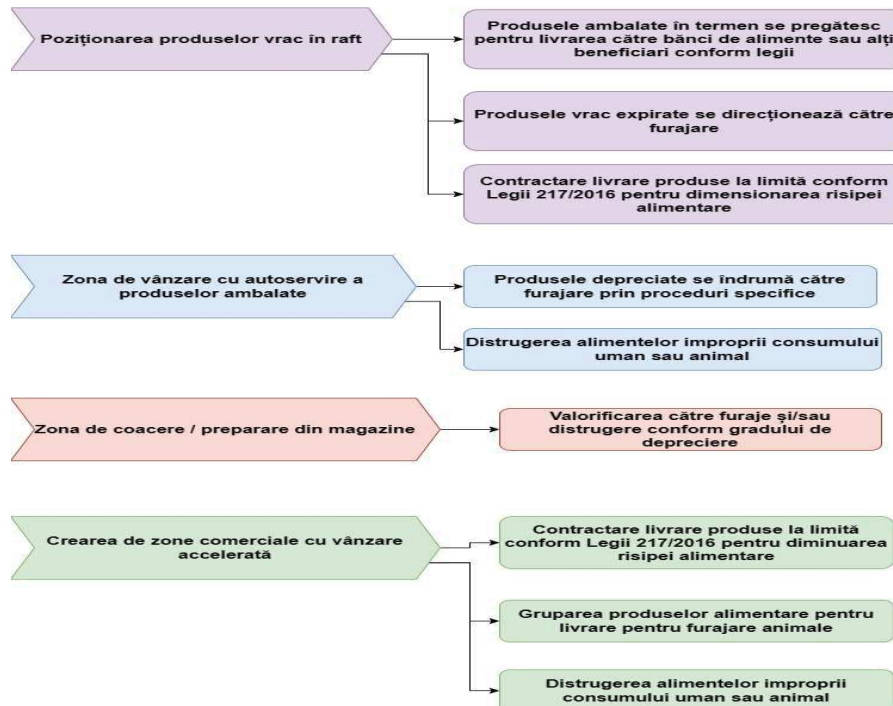 Poziționarea produselor vrac în raft
Produsele ambalate în termen se pregătesc
pentru livrarea către bănci de alimente sau alți
beneficiari conform legii
Produsele vrac expirate se direcționează către
furajare
Contractare livrare produse la limită conform
Legii 217/2016 pentru dimensionarea risipei
alimentare
Zona de vânzare cu autoservire a
produselor ambalate
Produsele depreciate se îndrumă către
furajare prin proceduri specifice
Distrugerea alimentelor improprii consumului
uman sau animal
Zona de coacere / preparare din magazine
Valorificarea către furaje și/sau
distrugere conform gradului de
depreciere
Crearea de zone comerciale cu vânzare
accelerată
Contractare livrare produse la limită
conform Legii 217/2016 pentru diminuarea
risipei alimentare
Gruparea produselor alimentare pentru
livrare pentru furajare animale
Distrugerea alimentelor improprii
consumului uman sau animal